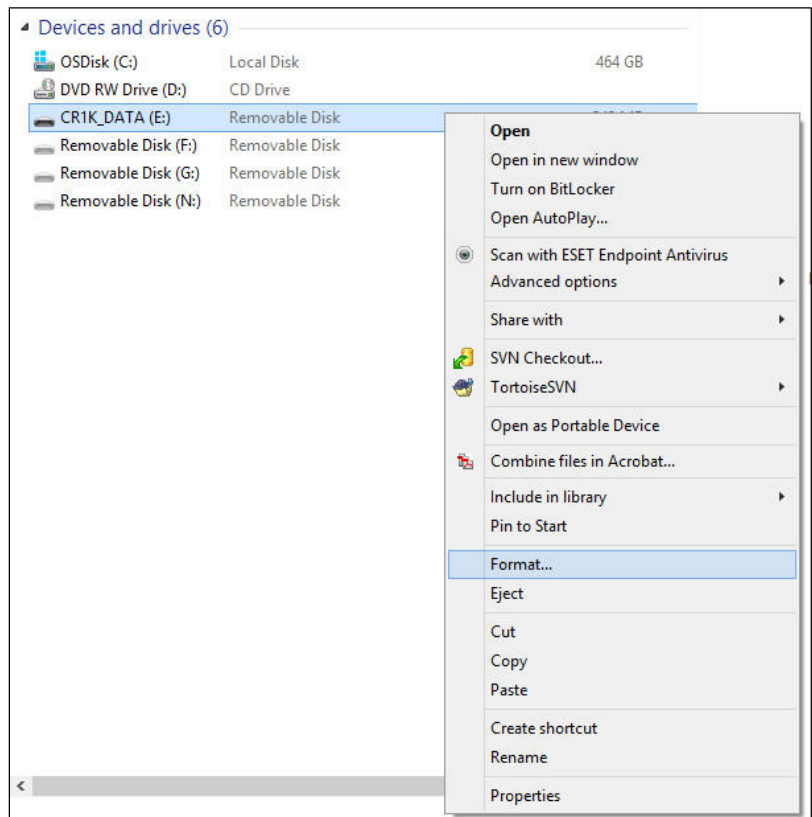 Devices and drives (6)
OSDisk (C:) Local Disk 464 GB
DVD RW Drive (D:) CD Drive
CR1K_DATA (E:) Removable Disk
Removable Disk (F:) Removable Disk
Removable Disk (G:) Removable Disk
Removable Disk (N:) Removable Disk
Open
Open in new window
Turn on BitLocker
Open AutoPlay...
Scan with ESET Endpoint Antivirus
Advanced options
Share with
SVN Checkout...
TortoiseSVN
Open as Portable Device
Combine files in Acrobat...
Include in library
Pin to Start
Format...
Eject
Cut
Copy
Paste
Create shortcut
Rename
Properties